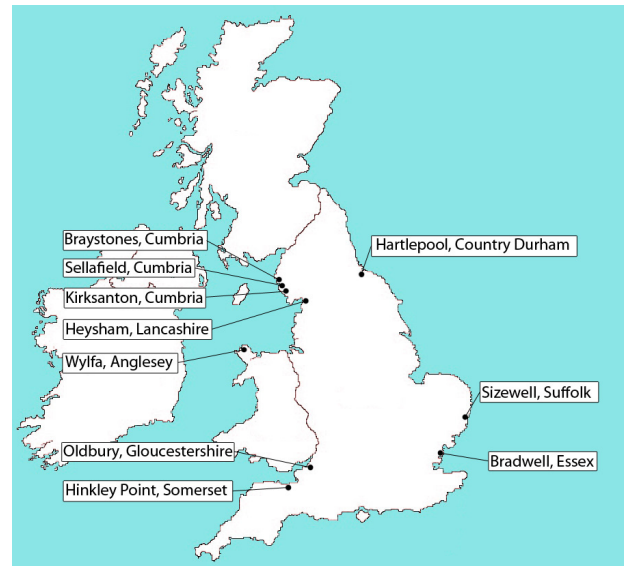 Braystones, Cumbria
Hartlepool, Country Durham
Sellafield, Cumbria
Kirksanton, Cumbria
Heysham, Lancashire
Wylfa, Anglesey
Sizewell, Suffolk
Oldbury, Gloucestershire
Bradwell, Essex
Hinkley Point, Somerset